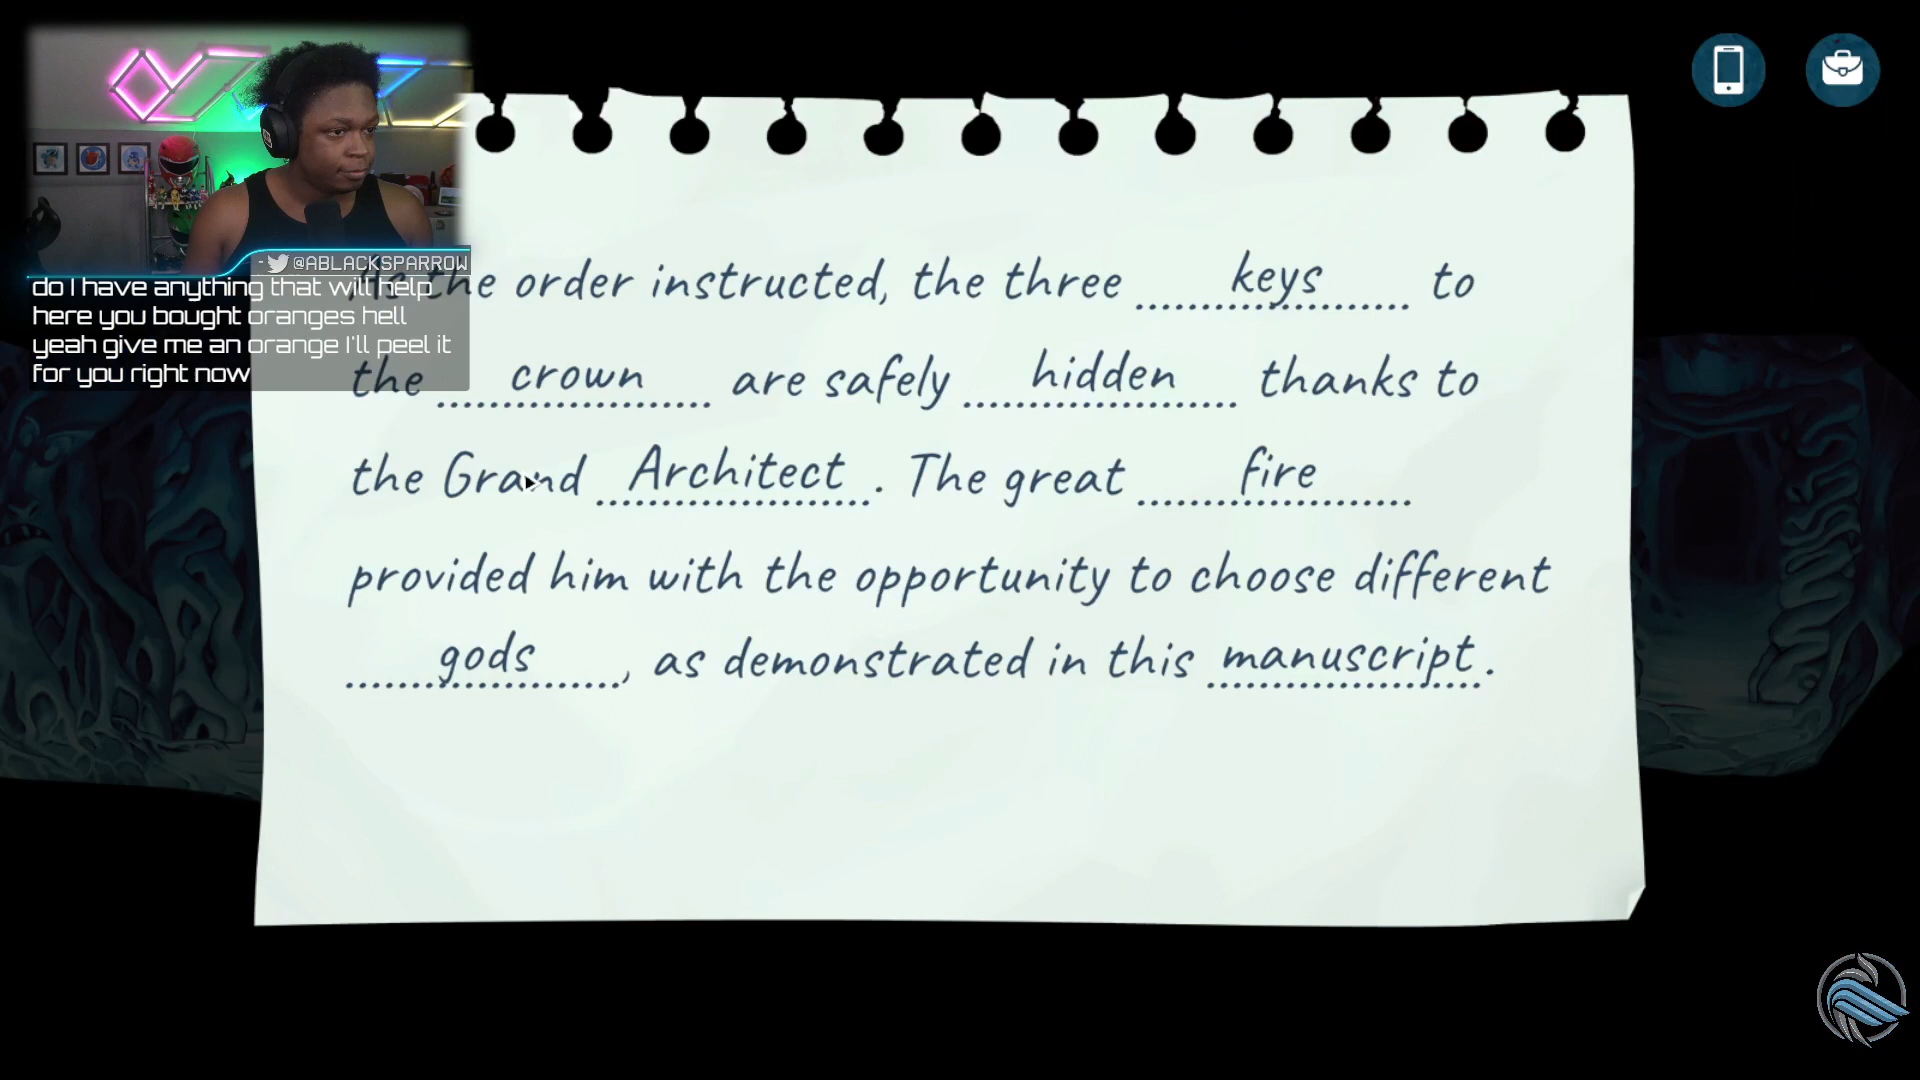 - @ABLACKSPARROW
do I have anything that will help
here you bought oranges hell
yeah give me an orange I'll peel it
for you right now
As the order instructed, the three keys to
the crown are safely hidden thanks to
the Grand Architect. The great fire
provided him with the opportunity to choose different
gods, as demonstrated in this manuscript.